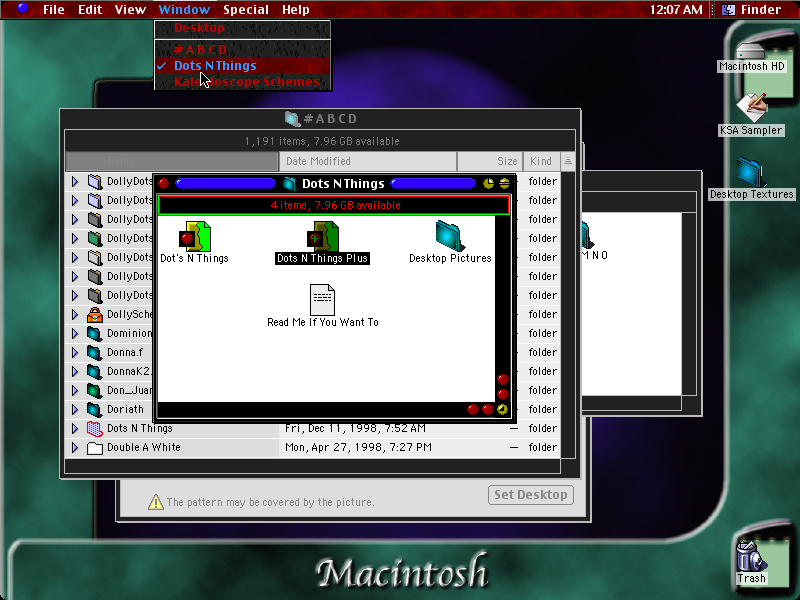 File Edit View Window Special Help 12:07 AM Finder
Desktop
#ABCD
Dots N Things
Kaleidoscope Schemes
Macintosh HD
KSA Sampler
Desktop Textures
#ABCD
1,191 items, 7.96 GB available
Name Date Modified Size Kind
DollyDots folder
DollyDots folder
DollyDots folder
DollyDots folder
DollyDots folder
DollyDots folder
DollyDots folder
DollySche folder
Dominion folder
Donna.f folder
DonnaK2. folder
Don_Juan folder
Doriath folder
Dots N Things Fri, Dec 11, 1998, 7:52 AM — folder
Double A White Mon, Apr 27, 1998, 7:27 PM — folder
Dots N Things
4 items, 7.96 GB available
Dot's N Things
Dots N Things Plus
Desktop Pictures
Read Me If You Want To
M N O
The pattern may be covered by the picture.
Set Desktop
Macintosh
Trash